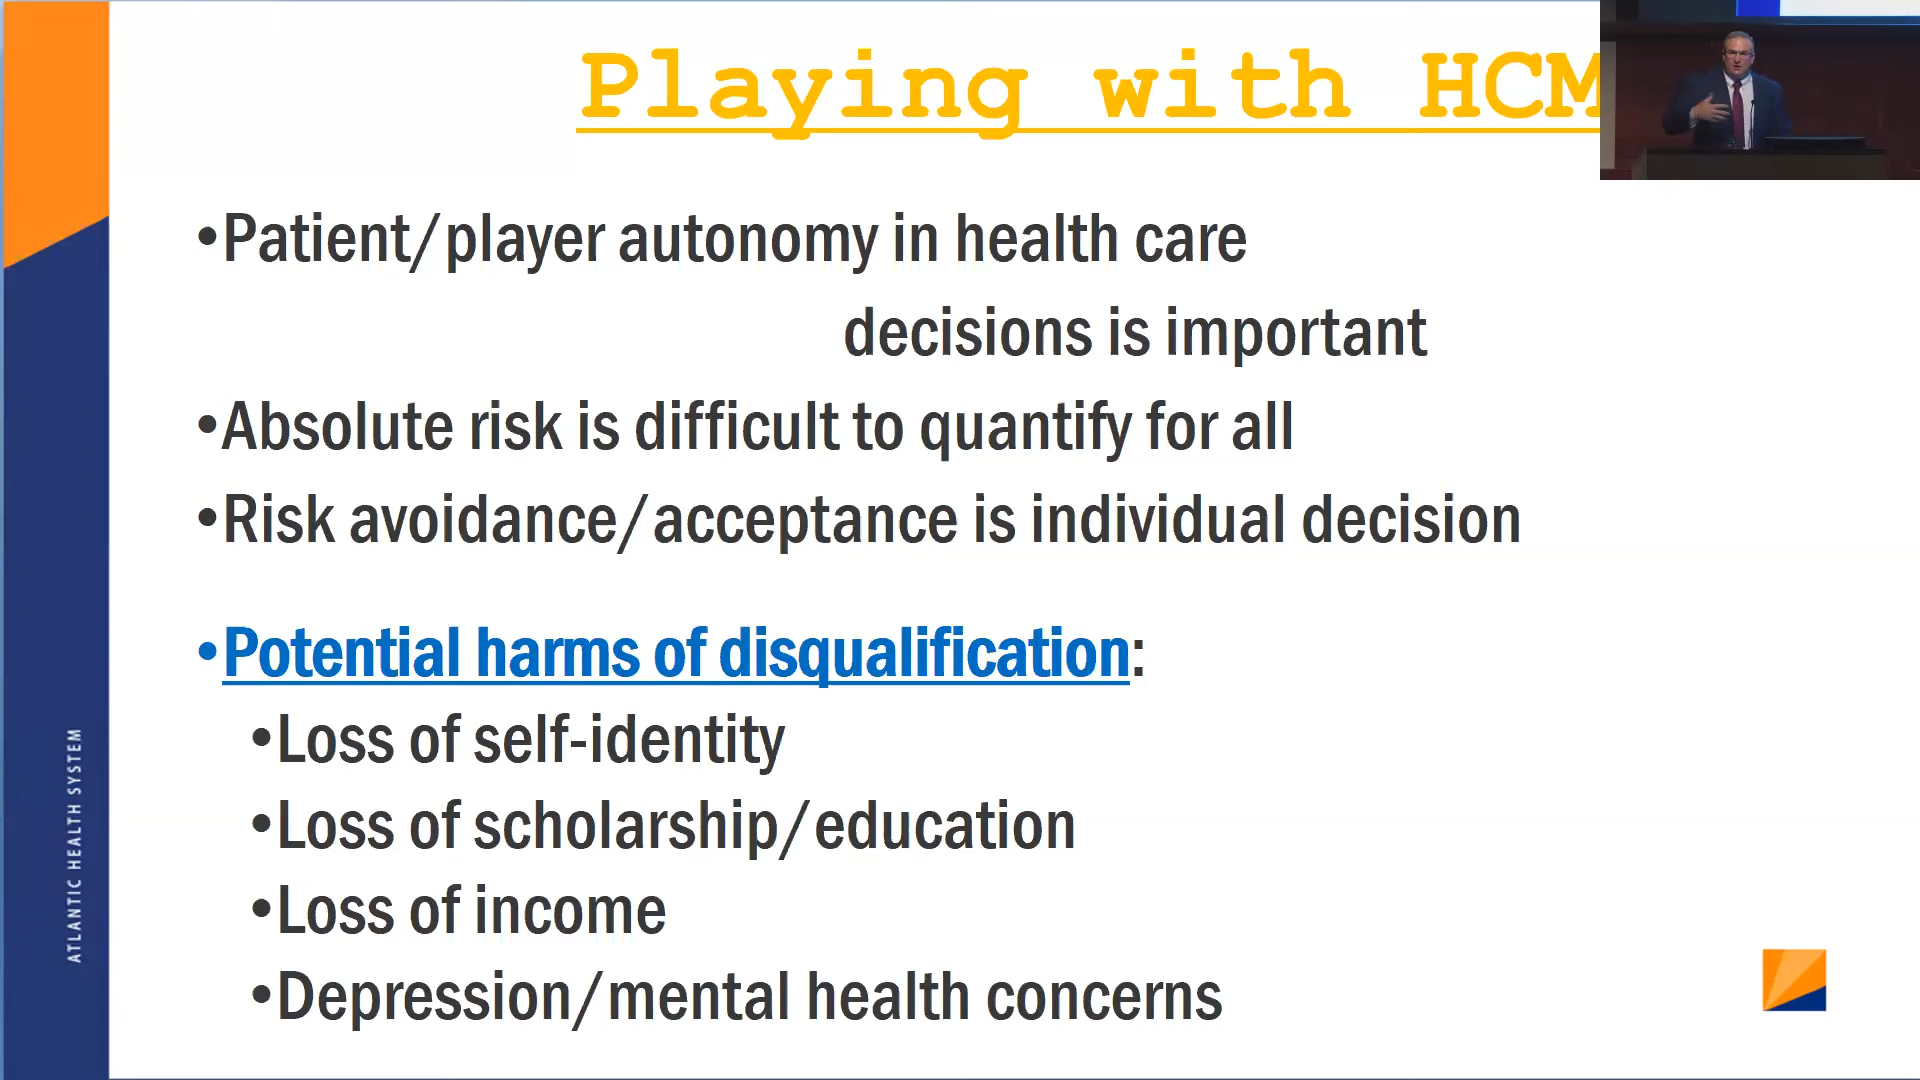 Playing with HCM
•Patient/player autonomy in health care
decisions is important
•Absolute risk is difficult to quantify for all
•Risk avoidance/acceptance is individual decision
•Potential harms of disqualification:
•Loss of self-identity
•Loss of scholarship/education
•Loss of income
•Depression/mental health concerns
ATLANTIC HEALTH SYSTEM